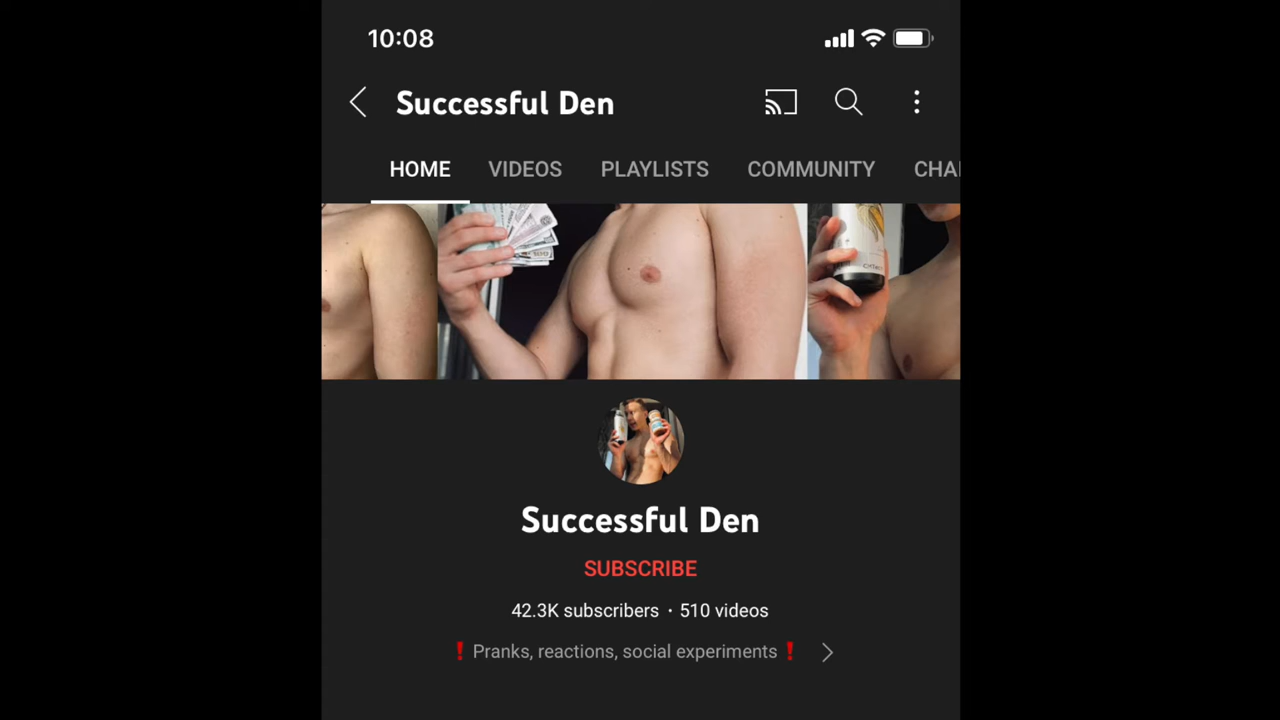 10:08
Successful Den
HOME VIDEOS PLAYLISTS COMMUNITY CHA
Successful Den
SUBSCRIBE
42.3K subscribers · 510 videos
❗ Pranks, reactions, social experiments ❗